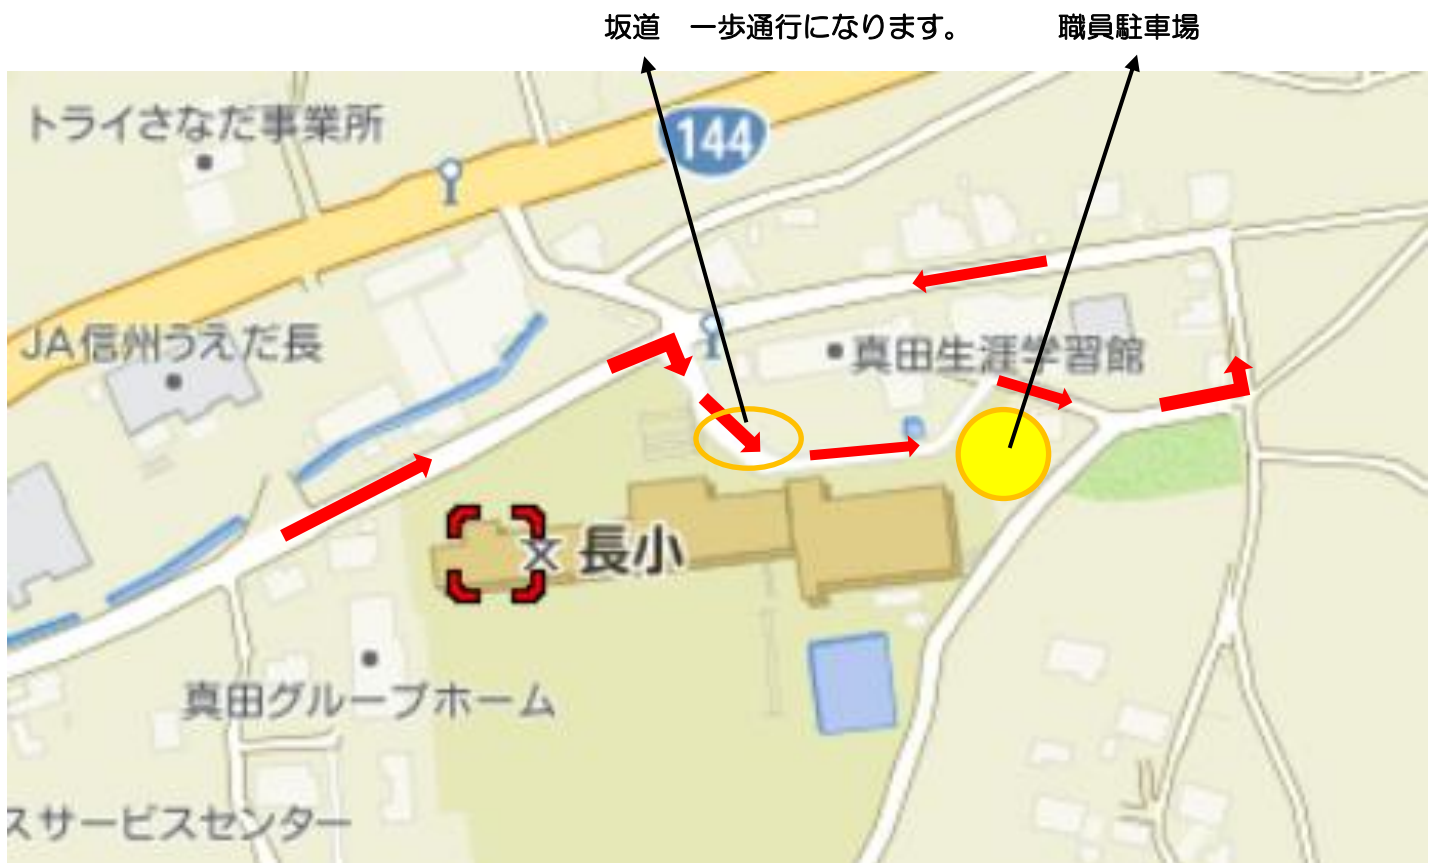 坂道　一歩通行になります。
職員駐車場
トライさなだ事業所
144
JA信州うえだ長
真田生涯学習館
長小
真田グループホーム
スサービスセンター